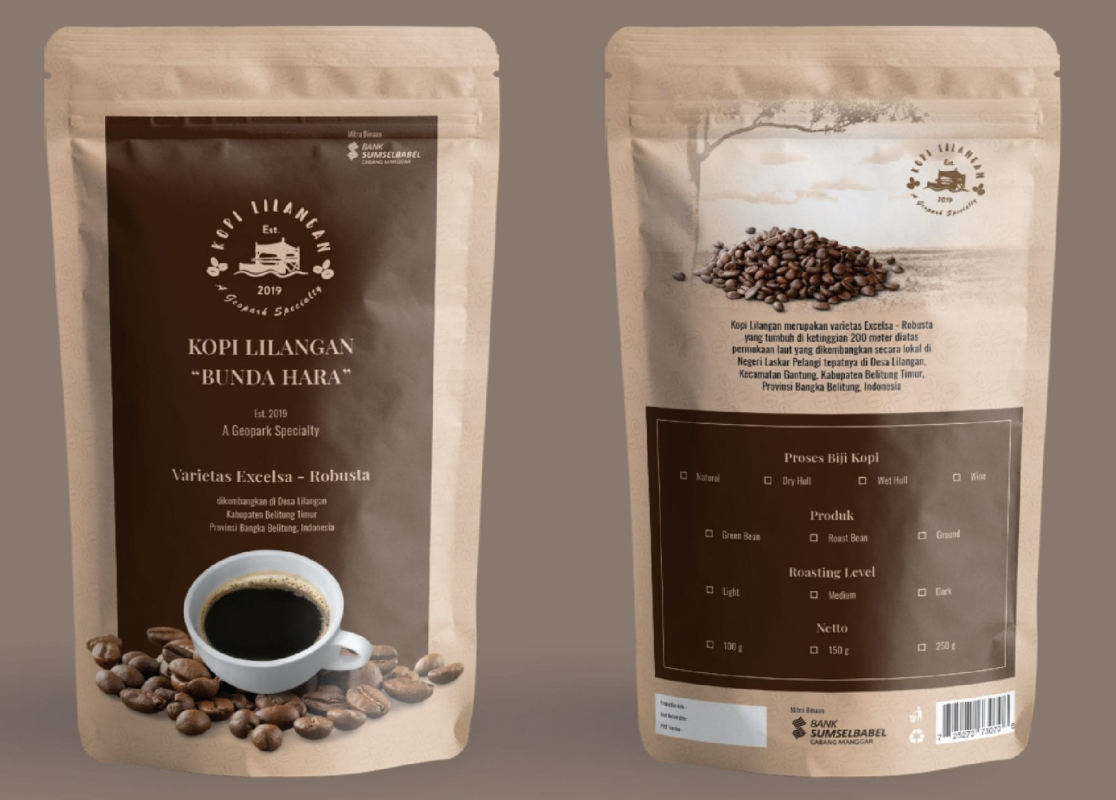 Mitra Binaan
BANK
SUMSELBABEL
CABANG MANGGAR
KOPI LILANGAN
Est.
2019
A Geopark Specialty
KOPI LILANGAN
“BUNDA HARA”
Est. 2019
A Geopark Specialty
Varietas Excelsa - Robusta
dikembangkan di Desa Lilangan
Kabupaten Belitung Timur
Provinsi Bangka Belitung, Indonesia
KOPI LILANGAN
Est.
2019
A Geopark Specialty
Kopi Lilangan merupakan varietas Excelsa - Robusta
yang tumbuh di ketinggian 200 meter diatas
permukaan laut yang dikembangkan secara lokal di
Negeri Laskar Pelangi tepatnya di Desa Lilangan,
Kecamatan Gantung, Kabupaten Belitung Timur,
Provinsi Bangka Belitung, Indonesia
Proses Biji Kopi
Natural Dry Hull Wet Hull Wine
Produk
Green Bean Roast Bean Ground
Roasting Level
Light Medium Dark
Netto
100 g 150 g 250 g
Mitra Binaan
BANK
SUMSELBABEL
CABANG MANGGAR